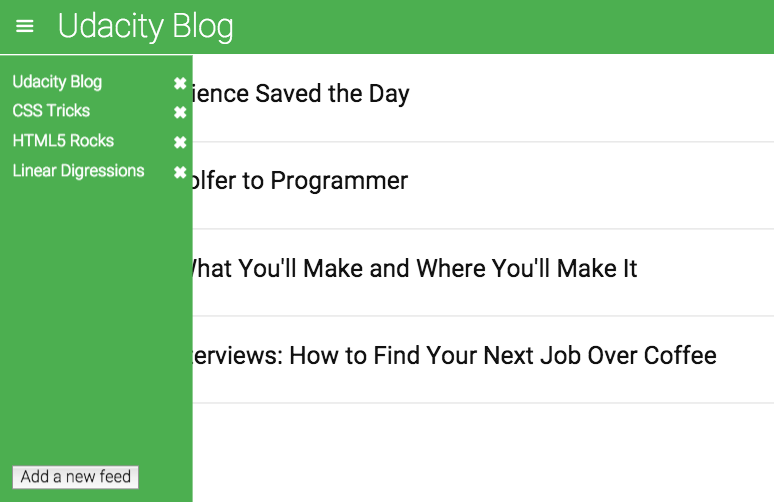 Udacity Blog
Udacity Blog
CSS Tricks
HTML5 Rocks
Linear Digressions
Add a new feed
ience Saved the Day
olfer to Programmer
What You'll Make and Where You'll Make It
terviews: How to Find Your Next Job Over Coffee